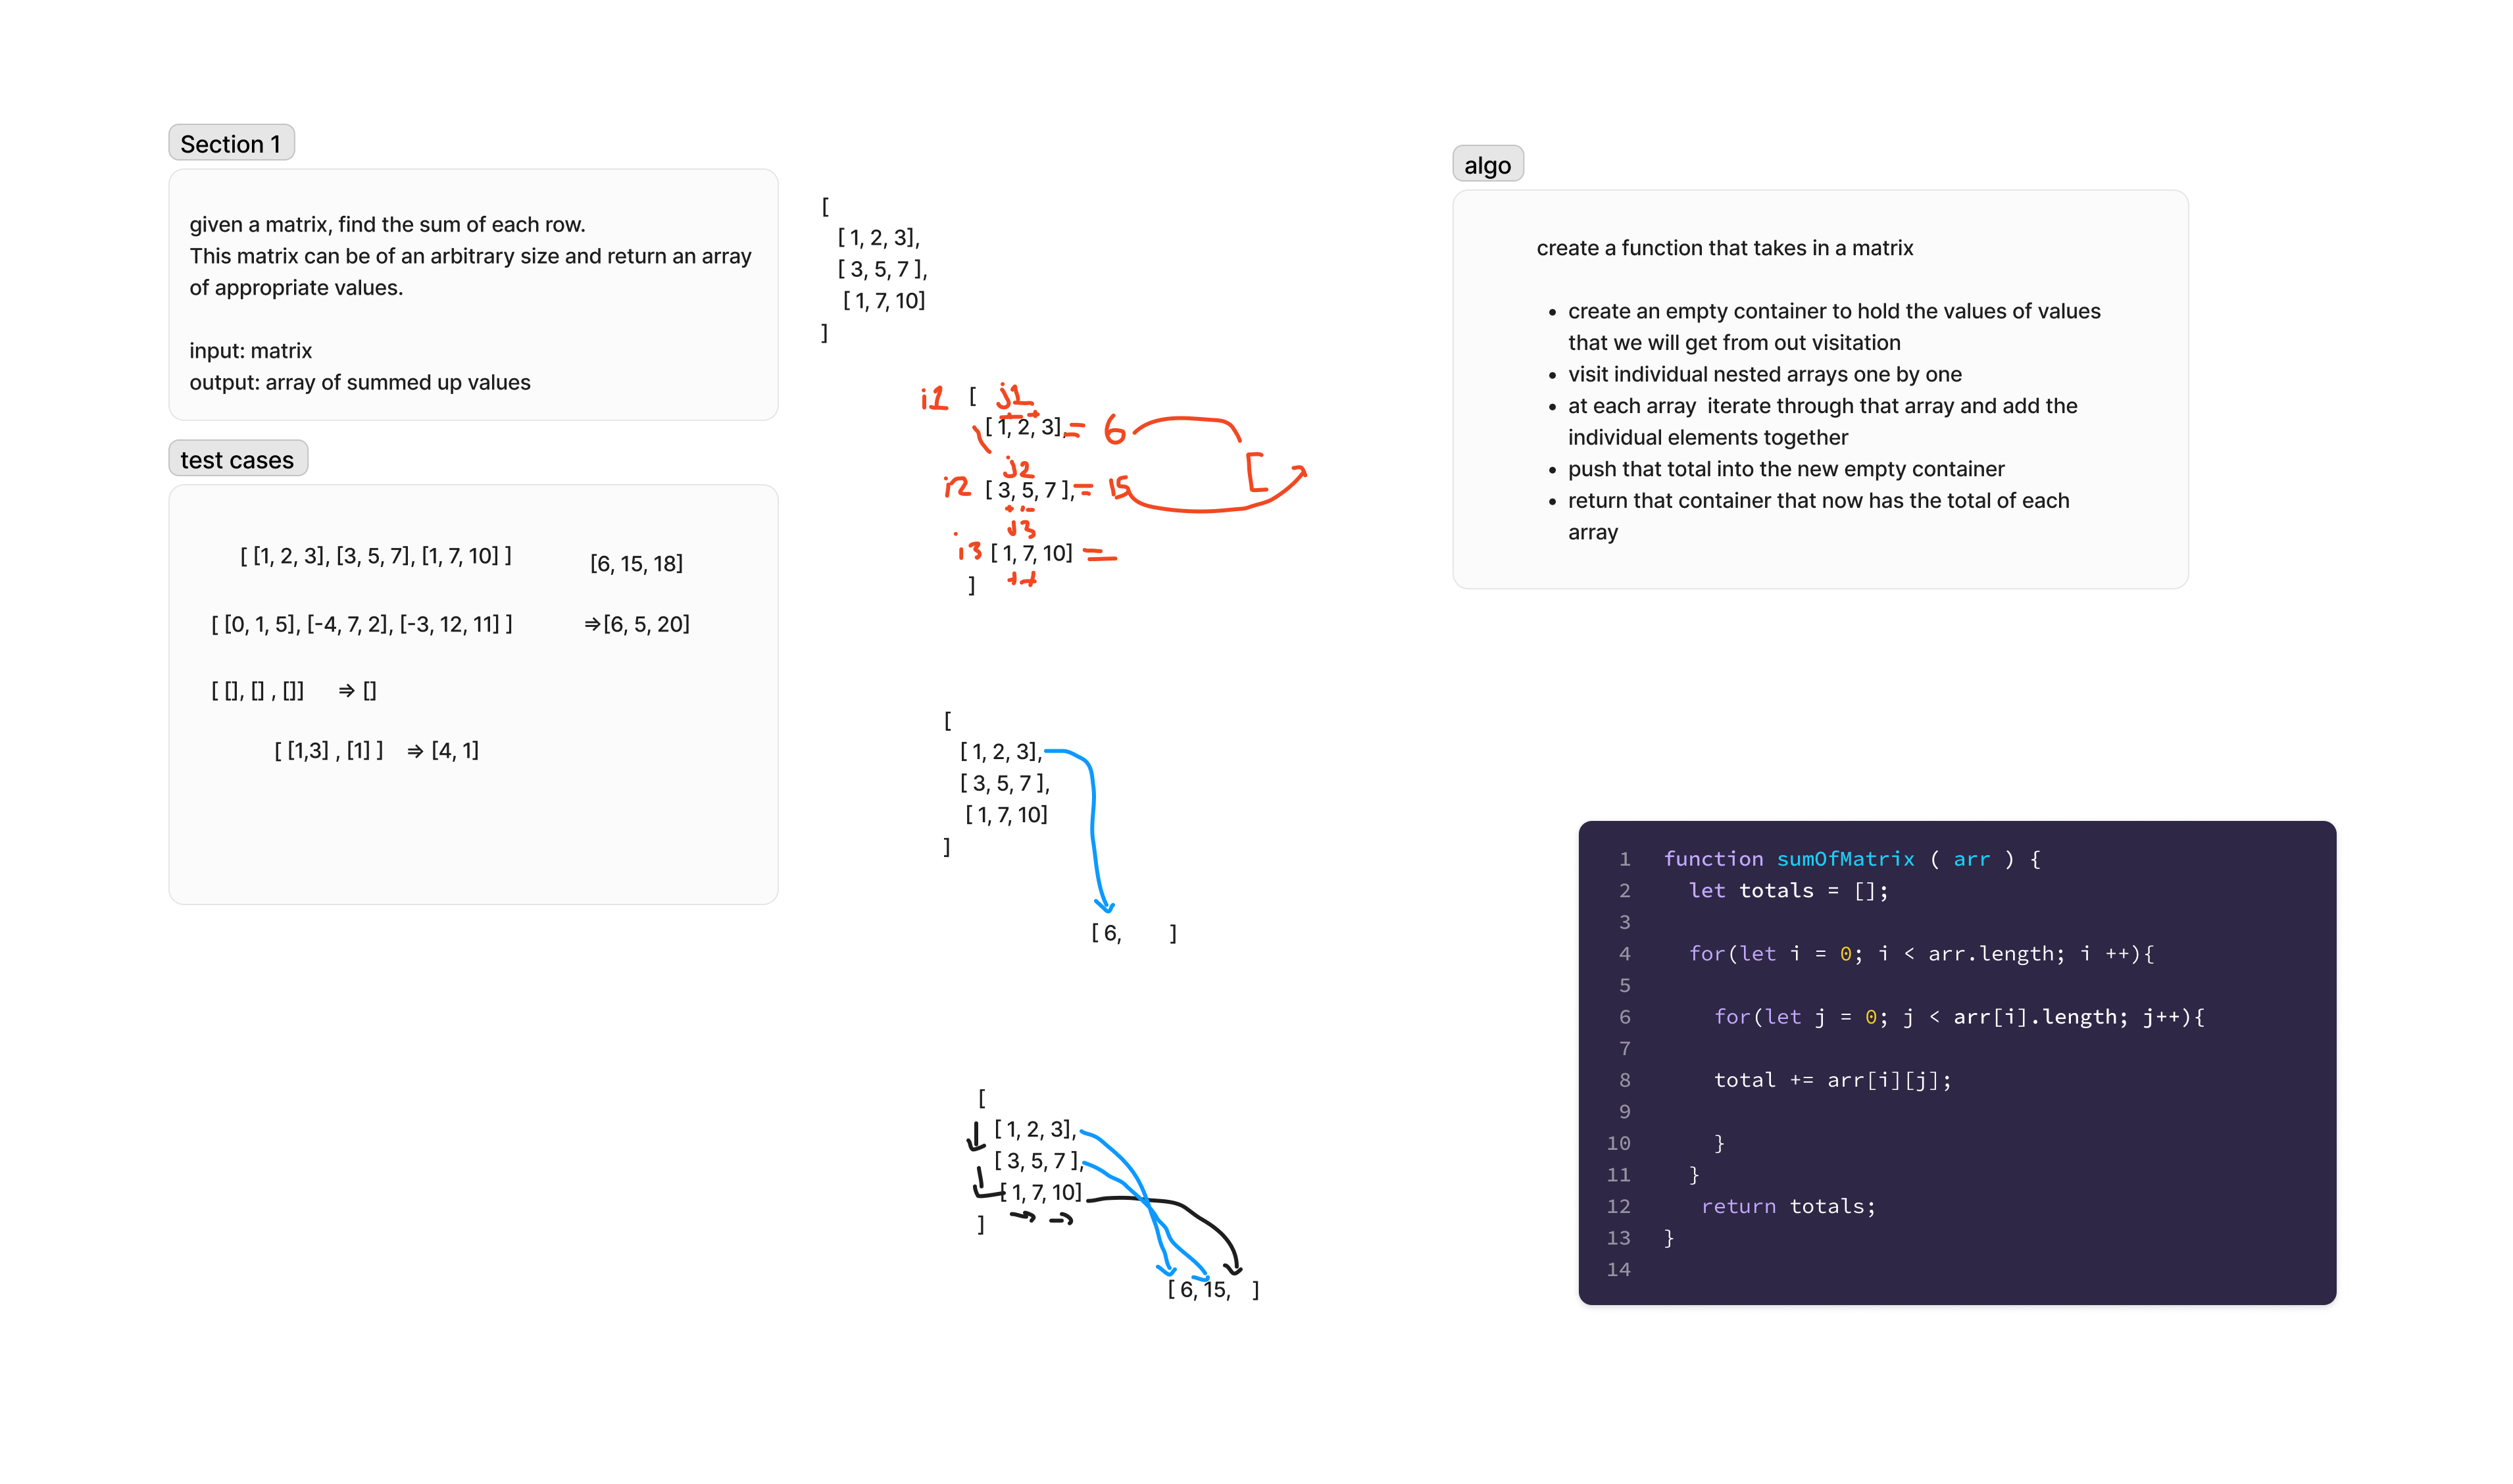 Section 1
given a matrix, find the sum of each row.
This matrix can be of an arbitrary size and return an array
of appropriate values.
input: matrix
output: array of summed up values
test cases
[ [1, 2, 3], [3, 5, 7], [1, 7, 10] ] [6, 15, 18]
[ [0, 1, 5], [-4, 7, 2], [-3, 12, 11] ] =>[6, 5, 20]
[ [], [] , []] => []
[ [1,3] , [1] ] => [4, 1]
[
[ 1, 2, 3],
[ 3, 5, 7 ],
[ 1, 7, 10]
]
i1 [ j1
+ +
[ 1, 2, 3], = 6
[
j2
i2 [ 3, 5, 7 ], = 15
+ +
j3
i3 [ 1, 7, 10] =
+ +
]
[
[ 1, 2, 3],
[ 3, 5, 7 ],
[ 1, 7, 10]
]
[ 6, ]
[
[ 1, 2, 3],
[ 3, 5, 7 ],
[ 1, 7, 10]
]
[ 6, 15, ]
algo
create a function that takes in a matrix
• create an empty container to hold the values of values
that we will get from out visitation
• visit individual nested arrays one by one
• at each array iterate through that array and add the
individual elements together
• push that total into the new empty container
• return that container that now has the total of each
array
1 function sumOfMatrix ( arr ) {
2 let totals = [];
3
4 for(let i = 0; i < arr.length; i ++){
5
6 for(let j = 0; j < arr[i].length; j++){
7
8 total += arr[i][j];
9
10 }
11 }
12 return totals;
13 }
14